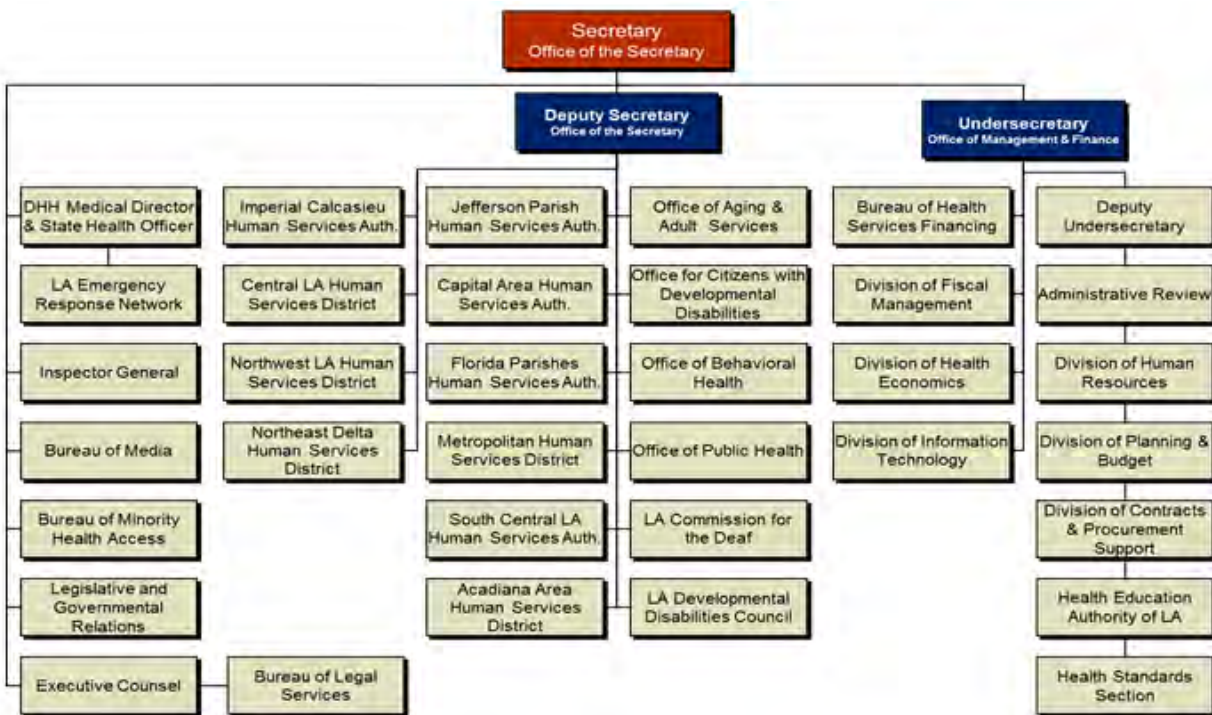 Secretary
Office of the Secretary
Deputy Secretary
Office of the Secretary
Undersecretary
Office of Management & Finance
DHH Medical Director
& State Health Officer
Imperial Calcasieu
Human Services Auth.
Jefferson Parish
Human Services Auth.
Office of Aging &
Adult Services
Bureau of Health
Services Financing
Deputy
Undersecretary
LA Emergency
Response Network
Central LA Human
Services District
Capital Area Human
Services Auth.
Office for Citizens with
Developmental
Disabilities
Division of Fiscal
Management
Administrative Review
Inspector General
Northwest LA Human
Services District
Florida Parishes
Human Services Auth.
Office of Behavioral
Health
Division of Health
Economics
Division of Human
Resources
Bureau of Media
Northeast Delta
Human Services
District
Metropolitan Human
Services District
Office of Public Health
Division of Information
Technology
Division of Planning &
Budget
Bureau of Minority
Health Access
South Central LA
Human Services Auth.
LA Commission for
the Deaf
Division of Contracts
& Procurement
Support
Legislative and
Governmental
Relations
Acadiana Area
Human Services
District
LA Developmental
Disabilities Council
Health Education
Authority of LA
Executive Counsel
Bureau of Legal
Services
Health Standards
Section